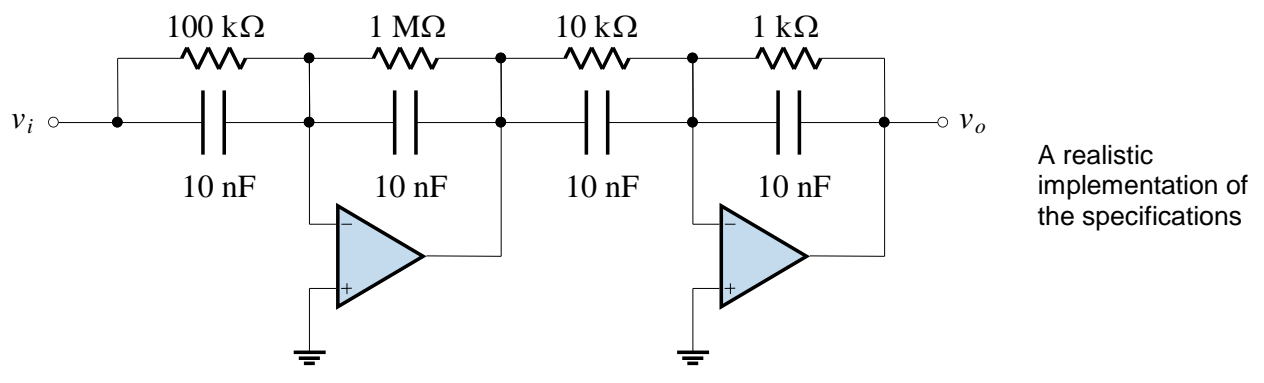 100 kΩ 1 MΩ 10 kΩ 1 kΩ
v_i v_o
10 nF 10 nF 10 nF 10 nF
A realistic
implementation of
the specifications
− −
+ +